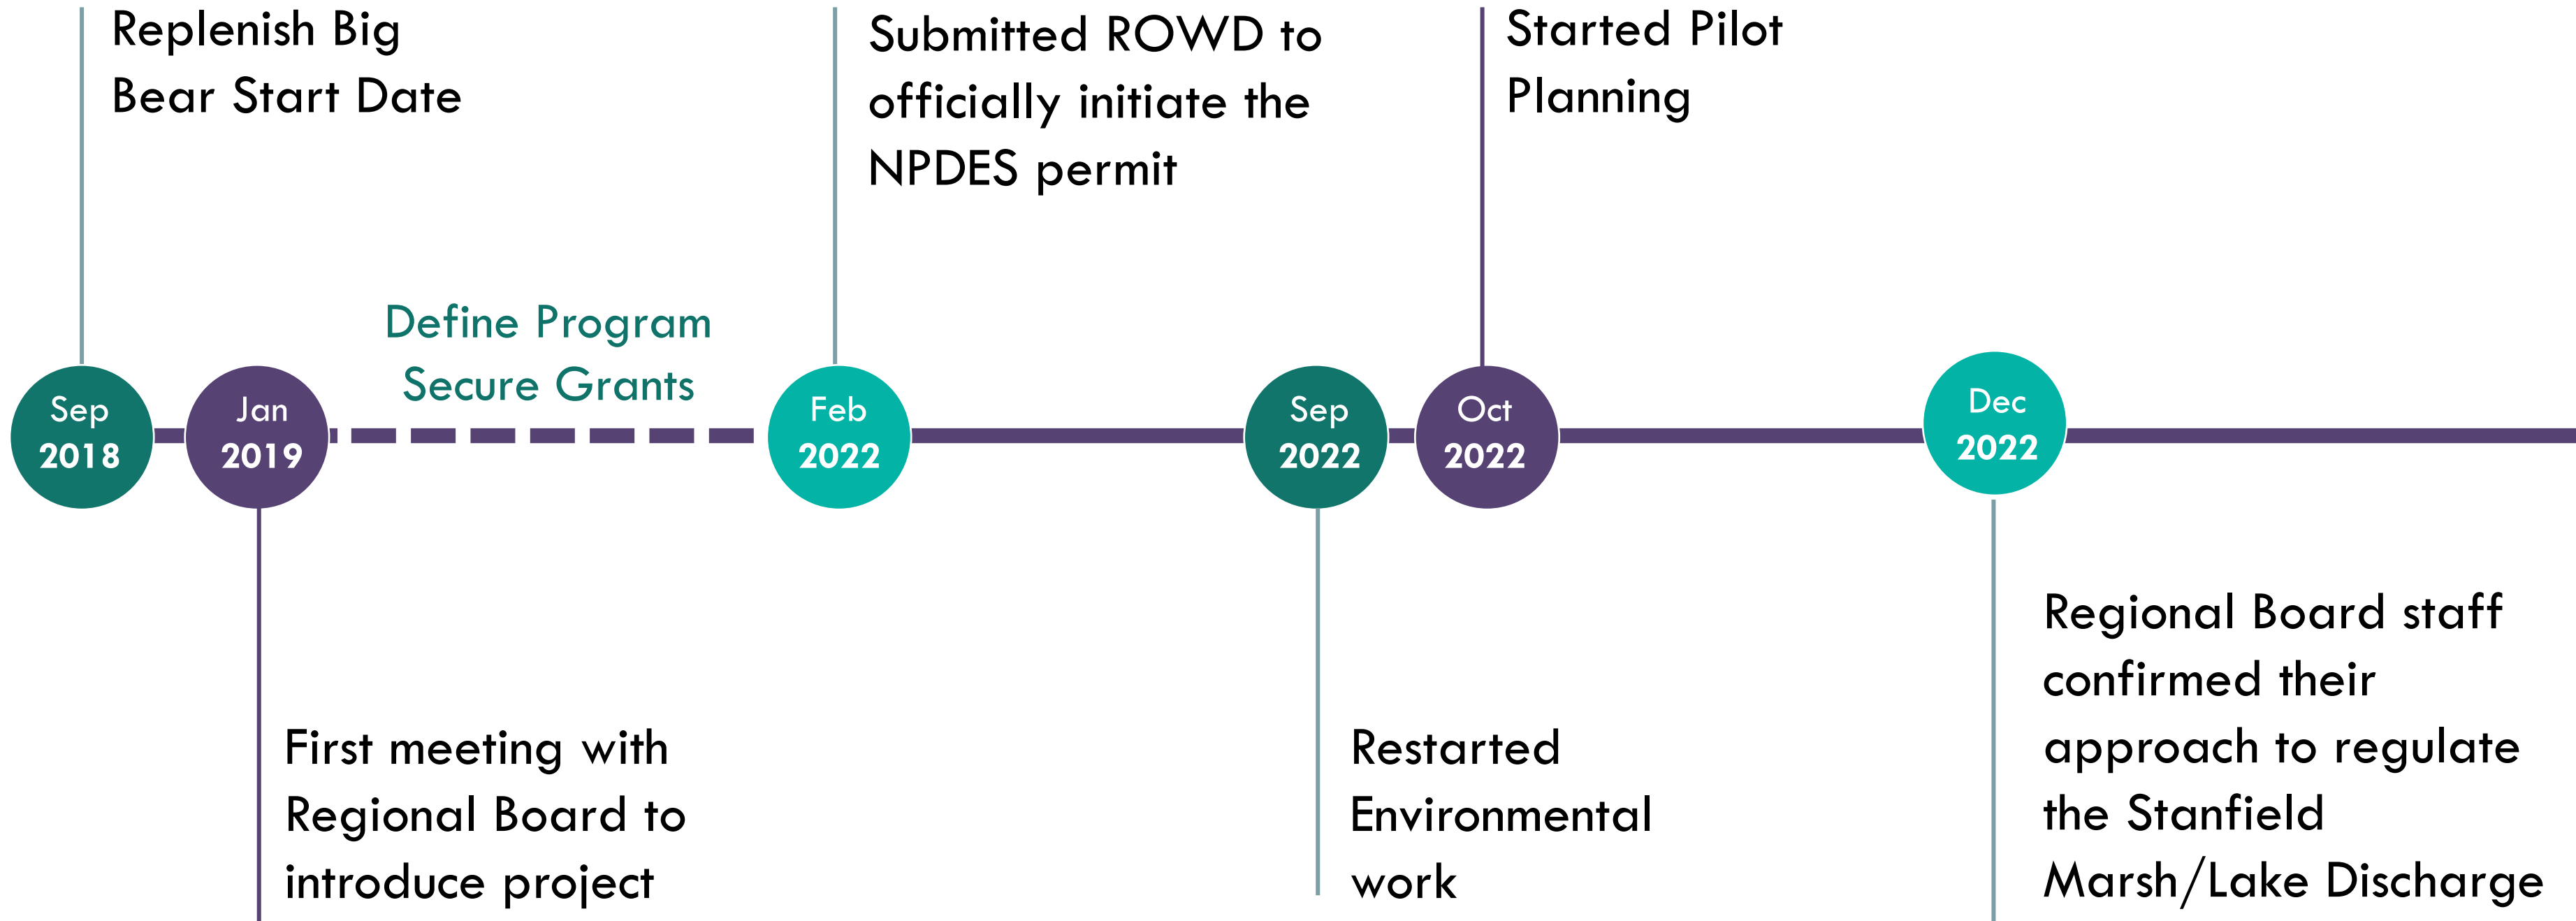 Replenish Big
Bear Start Date
Submitted ROWD to
officially initiate the
NPDES permit
Started Pilot
Planning
Define Program
Secure Grants
Sep
2018
Jan
2019
Feb
2022
Sep
2022
Oct
2022
Dec
2022
First meeting with
Regional Board to
introduce project
Restarted
Environmental
work
Regional Board staff
confirmed their
approach to regulate
the Stanfield
Marsh/Lake Discharge